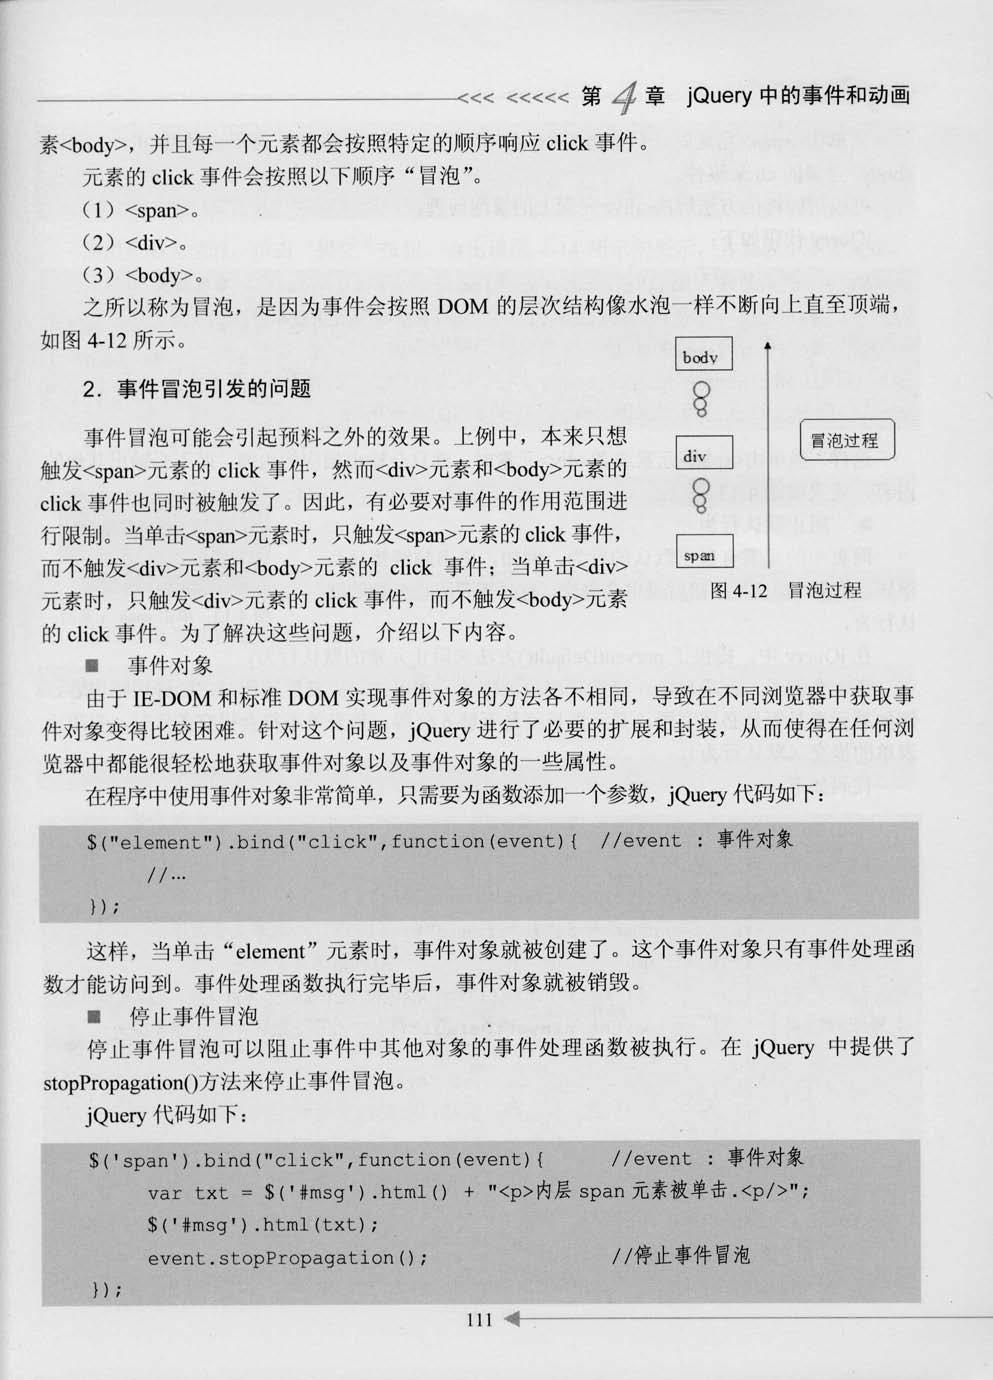 <<< <<<<< 第 4 章 jQuery 中的事件和动画
素<body>，并且每一个元素都会按照特定的顺序响应 click 事件。
元素的 click 事件会按照以下顺序“冒泡”。
（1）<span>。
（2）<div>。
（3）<body>。
之所以称为冒泡，是因为事件会按照 DOM 的层次结构像水泡一样不断向上直至顶端，
如图 4-12 所示。
2．事件冒泡引发的问题
事件冒泡可能会引起预料之外的效果。上例中，本来只想
触发<span>元素的 click 事件，然而<div>元素和<body>元素的
click 事件也同时被触发了。因此，有必要对事件的作用范围进
行限制。当单击<span>元素时，只触发<span>元素的 click 事件，
而不触发<div>元素和<body>元素的 click 事件；当单击<div>
元素时，只触发<div>元素的 click 事件，而不触发<body>元素
的 click 事件。为了解决这些问题，介绍以下内容。
body
div
span
冒泡过程
图 4-12 冒泡过程
■ 事件对象
由于 IE-DOM 和标准 DOM 实现事件对象的方法各不相同，导致在不同浏览器中获取事
件对象变得比较困难。针对这个问题，jQuery 进行了必要的扩展和封装，从而使得在任何浏
览器中都能很轻松地获取事件对象以及事件对象的一些属性。
在程序中使用事件对象非常简单，只需要为函数添加一个参数，jQuery 代码如下：
$("element").bind("click",function(event){ //event : 事件对象
//…
});
这样，当单击“element”元素时，事件对象就被创建了。这个事件对象只有事件处理函
数才能访问到。事件处理函数执行完毕后，事件对象就被销毁。
■ 停止事件冒泡
停止事件冒泡可以阻止事件中其他对象的事件处理函数被执行。在 jQuery 中提供了
stopPropagation()方法来停止事件冒泡。
jQuery 代码如下：
$('span').bind("click",function(event){ //event : 事件对象
var txt = $('#msg').html() + "<p>内层 span 元素被单击.<p/>";
$('#msg').html(txt);
event.stopPropagation(); //停止事件冒泡
});
111